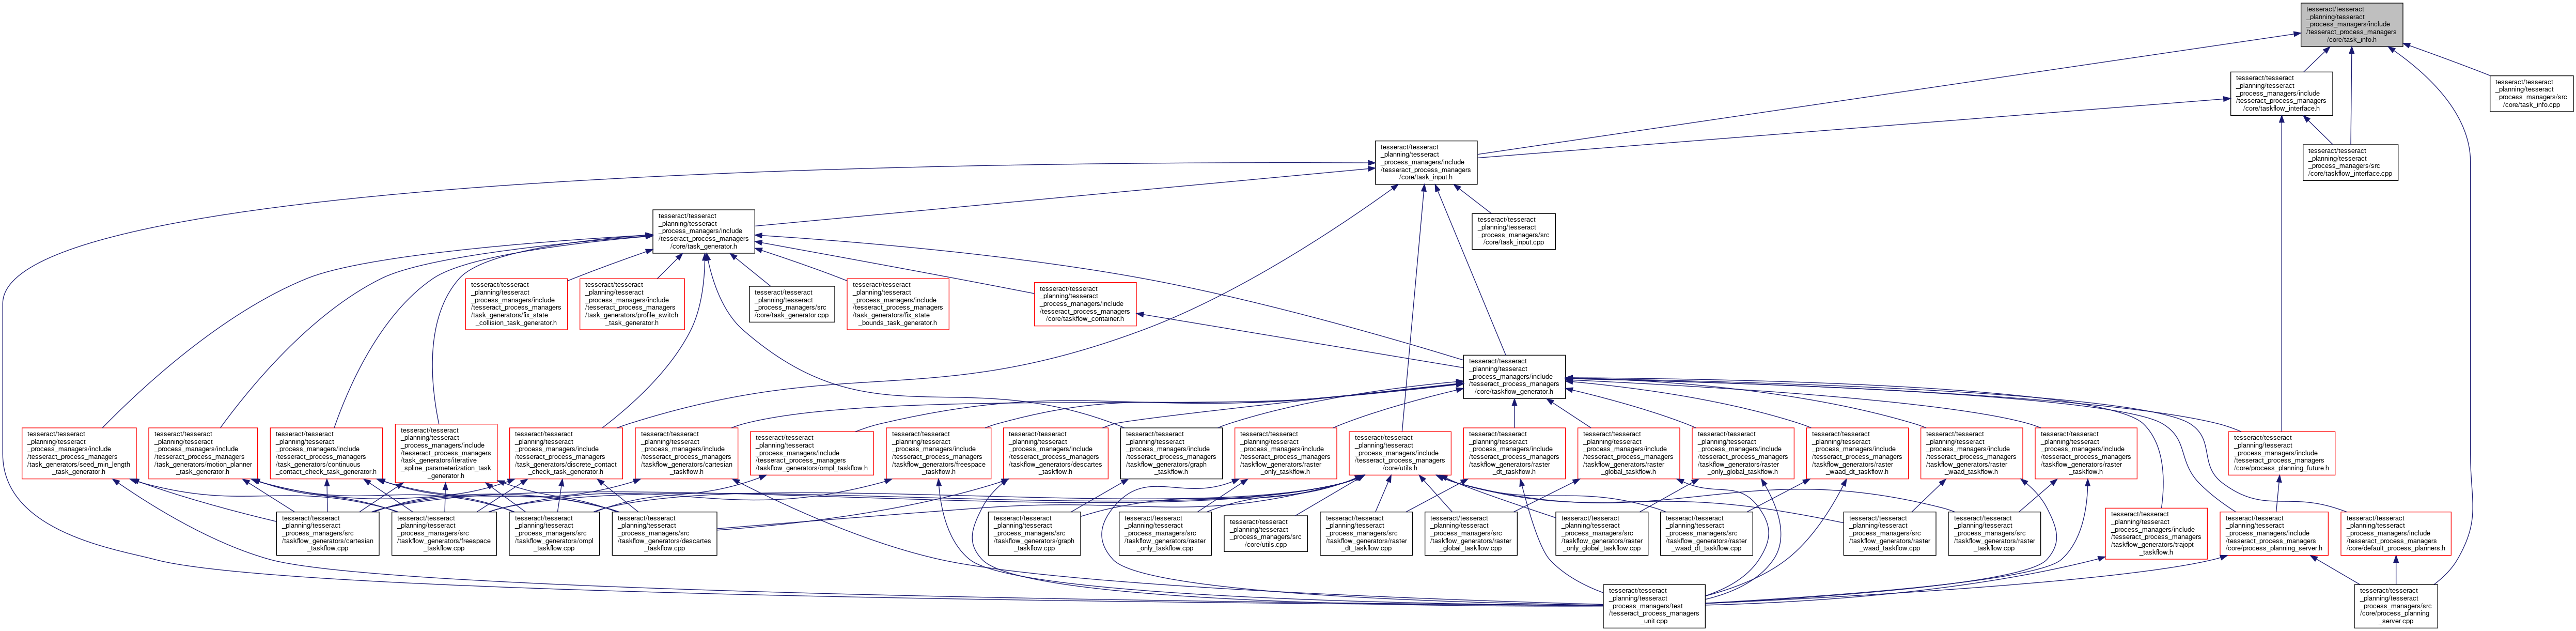 tesseract/tesseract
_planning/tesseract
_process_managers/include
/tesseract_process_managers
/core/task_info.h
tesseract/tesseract
_planning/tesseract
_process_managers/include
/tesseract_process_managers
/core/taskflow_interface.h
tesseract/tesseract
_planning/tesseract
_process_managers/src
/core/task_info.cpp
tesseract/tesseract
_planning/tesseract
_process_managers/include
/tesseract_process_managers
/core/task_input.h
tesseract/tesseract
_planning/tesseract
_process_managers/src
/core/taskflow_interface.cpp
tesseract/tesseract
_planning/tesseract
_process_managers/include
/tesseract_process_managers
/core/task_generator.h
tesseract/tesseract
_planning/tesseract
_process_managers/src
/core/task_input.cpp
tesseract/tesseract
_planning/tesseract
_process_managers/include
/tesseract_process_managers
/task_generators/fix_state
_collision_task_generator.h
tesseract/tesseract
_planning/tesseract
_process_managers/include
/tesseract_process_managers
/task_generators/profile_switch
_task_generator.h
tesseract/tesseract
_planning/tesseract
_process_managers/src
/core/task_generator.cpp
tesseract/tesseract
_planning/tesseract
_process_managers/include
/tesseract_process_managers
/task_generators/fix_state
_bounds_task_generator.h
tesseract/tesseract
_planning/tesseract
_process_managers/include
/tesseract_process_managers
/core/taskflow_container.h
tesseract/tesseract
_planning/tesseract
_process_managers/include
/tesseract_process_managers
/core/taskflow_generator.h
tesseract/tesseract
_planning/tesseract
_process_managers/include
/tesseract_process_managers
/task_generators/seed_min_length
_task_generator.h
tesseract/tesseract
_planning/tesseract
_process_managers/include
/tesseract_process_managers
/task_generators/motion_planner
_task_generator.h
tesseract/tesseract
_planning/tesseract
_process_managers/include
/tesseract_process_managers
/task_generators/continuous
_contact_check_task_generator.h
tesseract/tesseract
_planning/tesseract
_process_managers/include
/tesseract_process_managers
/task_generators/iterative
_spline_parameterization_task
_generator.h
tesseract/tesseract
_planning/tesseract
_process_managers/include
/tesseract_process_managers
/task_generators/discrete_contact
_check_task_generator.h
tesseract/tesseract
_planning/tesseract
_process_managers/include
/tesseract_process_managers
/taskflow_generators/cartesian
_taskflow.h
tesseract/tesseract
_planning/tesseract
_process_managers/include
/tesseract_process_managers
/taskflow_generators/ompl_taskflow.h
tesseract/tesseract
_planning/tesseract
_process_managers/include
/tesseract_process_managers
/taskflow_generators/freespace
_taskflow.h
tesseract/tesseract
_planning/tesseract
_process_managers/include
/tesseract_process_managers
/taskflow_generators/descartes
_taskflow.h
tesseract/tesseract
_planning/tesseract
_process_managers/include
/tesseract_process_managers
/taskflow_generators/graph
_taskflow.h
tesseract/tesseract
_planning/tesseract
_process_managers/include
/tesseract_process_managers
/taskflow_generators/raster
_only_taskflow.h
tesseract/tesseract
_planning/tesseract
_process_managers/include
/tesseract_process_managers
/core/utils.h
tesseract/tesseract
_planning/tesseract
_process_managers/include
/tesseract_process_managers
/taskflow_generators/raster
_dt_taskflow.h
tesseract/tesseract
_planning/tesseract
_process_managers/include
/tesseract_process_managers
/taskflow_generators/raster
_global_taskflow.h
tesseract/tesseract
_planning/tesseract
_process_managers/include
/tesseract_process_managers
/taskflow_generators/raster
_only_global_taskflow.h
tesseract/tesseract
_planning/tesseract
_process_managers/include
/tesseract_process_managers
/taskflow_generators/raster
_waad_dt_taskflow.h
tesseract/tesseract
_planning/tesseract
_process_managers/include
/tesseract_process_managers
/taskflow_generators/raster
_waad_taskflow.h
tesseract/tesseract
_planning/tesseract
_process_managers/include
/tesseract_process_managers
/taskflow_generators/raster
_taskflow.h
tesseract/tesseract
_planning/tesseract
_process_managers/include
/tesseract_process_managers
/core/process_planning_future.h
tesseract/tesseract
_planning/tesseract
_process_managers/src
/taskflow_generators/cartesian
_taskflow.cpp
tesseract/tesseract
_planning/tesseract
_process_managers/src
/taskflow_generators/freespace
_taskflow.cpp
tesseract/tesseract
_planning/tesseract
_process_managers/src
/taskflow_generators/ompl
_taskflow.cpp
tesseract/tesseract
_planning/tesseract
_process_managers/src
/taskflow_generators/descartes
_taskflow.cpp
tesseract/tesseract
_planning/tesseract
_process_managers/src
/taskflow_generators/graph
_taskflow.cpp
tesseract/tesseract
_planning/tesseract
_process_managers/src
/taskflow_generators/raster
_only_taskflow.cpp
tesseract/tesseract
_planning/tesseract
_process_managers/src
/core/utils.cpp
tesseract/tesseract
_planning/tesseract
_process_managers/src
/taskflow_generators/raster
_dt_taskflow.cpp
tesseract/tesseract
_planning/tesseract
_process_managers/src
/taskflow_generators/raster
_global_taskflow.cpp
tesseract/tesseract
_planning/tesseract
_process_managers/src
/taskflow_generators/raster
_only_global_taskflow.cpp
tesseract/tesseract
_planning/tesseract
_process_managers/src
/taskflow_generators/raster
_waad_dt_taskflow.cpp
tesseract/tesseract
_planning/tesseract
_process_managers/src
/taskflow_generators/raster
_waad_taskflow.cpp
tesseract/tesseract
_planning/tesseract
_process_managers/src
/taskflow_generators/raster
_taskflow.cpp
tesseract/tesseract
_planning/tesseract
_process_managers/include
/tesseract_process_managers
/taskflow_generators/trajopt
_taskflow.h
tesseract/tesseract
_planning/tesseract
_process_managers/include
/tesseract_process_managers
/core/process_planning_server.h
tesseract/tesseract
_planning/tesseract
_process_managers/include
/tesseract_process_managers
/core/default_process_planners.h
tesseract/tesseract
_planning/tesseract
_process_managers/test
/tesseract_process_managers
_unit.cpp
tesseract/tesseract
_planning/tesseract
_process_managers/src
/core/process_planning
_server.cpp